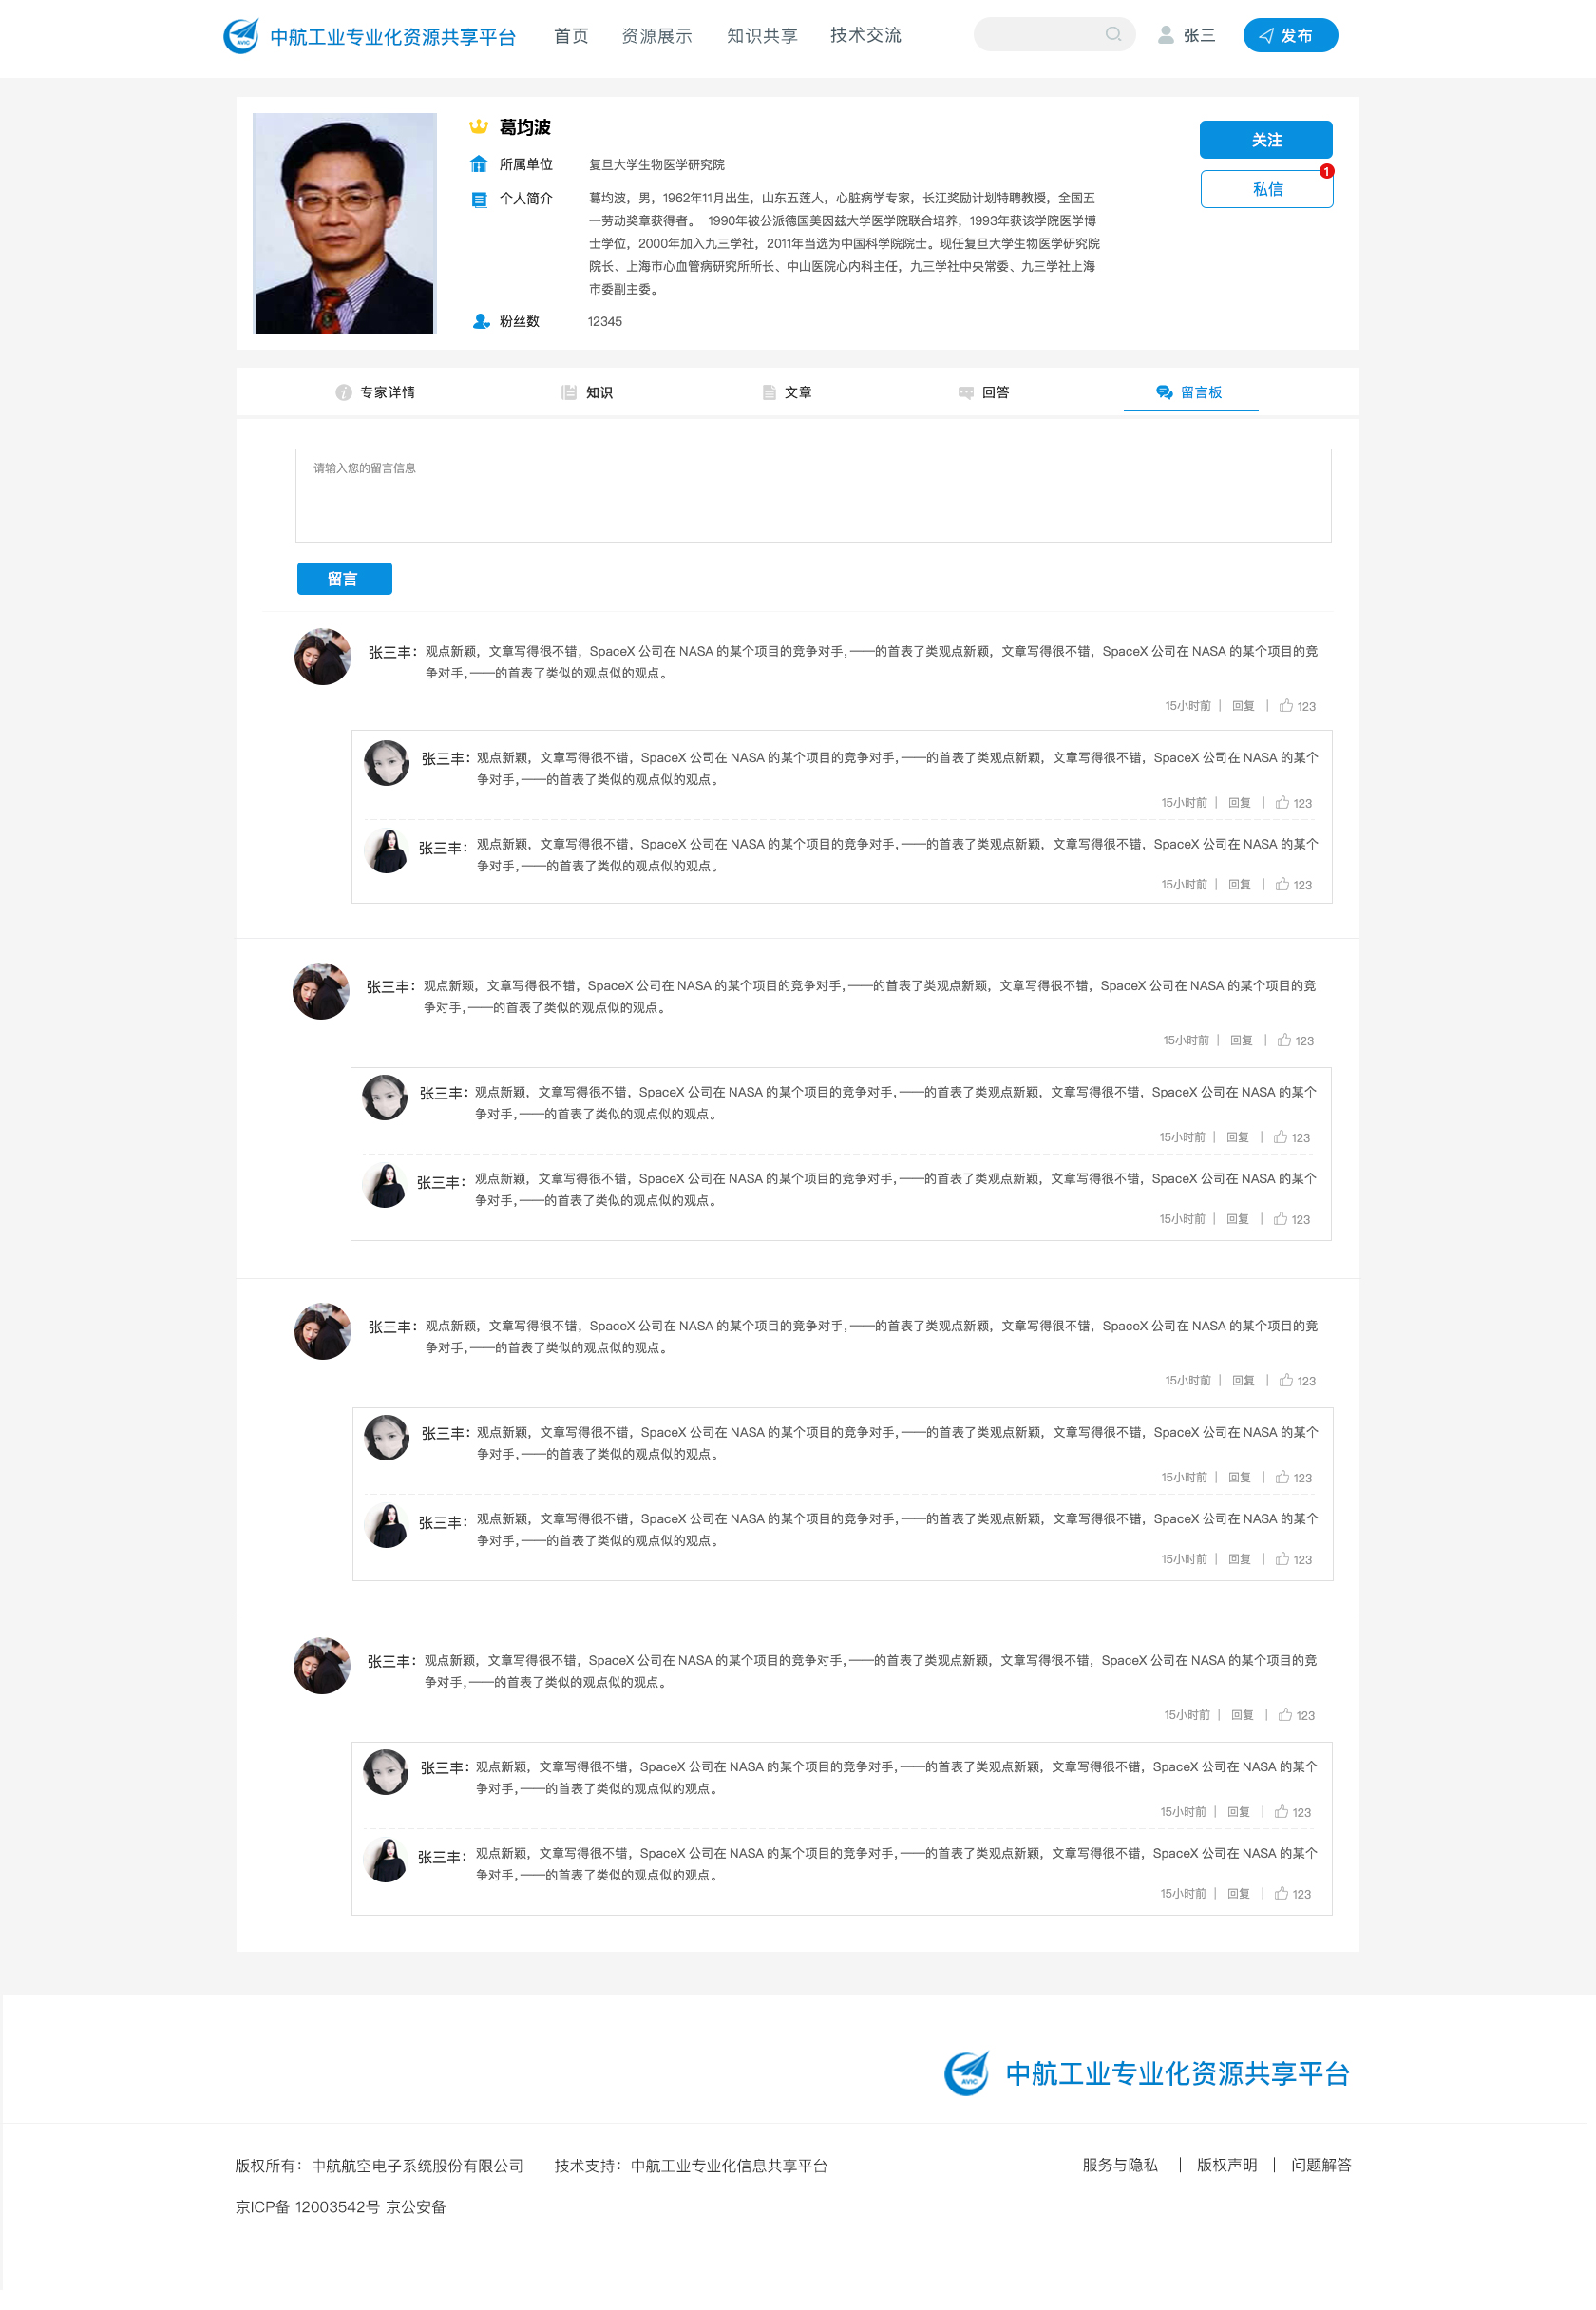 中航工业专业化资源共享平台 首页 资源展示 知识共享 技术交流 张三 发布
葛均波
关注
所属单位 复旦大学生物医学研究院
1
私信
个人简介 葛均波，男，1962年11月出生，山东五莲人，心脏病学专家，长江奖励计划特聘教授，全国五
一劳动奖章获得者。 1990年被公派德国美因兹大学医学院联合培养，1993年获该学院医学博
士学位，2000年加入九三学社，2011年当选为中国科学院院士。现任复旦大学生物医学研究院
院长、上海市心血管病研究所所长、中山医院心内科主任，九三学社中央常委、九三学社上海
市委副主委。
粉丝数 12345
专家详情 知识 文章 回答 留言板
请输入您的留言信息
留言
张三丰： 观点新颖，文章写得很不错，SpaceX 公司在 NASA 的某个项目的竞争对手，——的首表了类观点新颖，文章写得很不错，SpaceX 公司在 NASA 的某个项目的竞
争对手，——的首表了类似的观点似的观点。
15小时前 | 回复 | 123
张三丰： 观点新颖，文章写得很不错，SpaceX 公司在 NASA 的某个项目的竞争对手，——的首表了类观点新颖，文章写得很不错，SpaceX 公司在 NASA 的某个
争对手，——的首表了类似的观点似的观点。
15小时前 | 回复 | 123
张三丰： 观点新颖，文章写得很不错，SpaceX 公司在 NASA 的某个项目的竞争对手，——的首表了类观点新颖，文章写得很不错，SpaceX 公司在 NASA 的某个
争对手，——的首表了类似的观点似的观点。
15小时前 | 回复 | 123
张三丰： 观点新颖，文章写得很不错，SpaceX 公司在 NASA 的某个项目的竞争对手，——的首表了类观点新颖，文章写得很不错，SpaceX 公司在 NASA 的某个项目的竞
争对手，——的首表了类似的观点似的观点。
15小时前 | 回复 | 123
张三丰： 观点新颖，文章写得很不错，SpaceX 公司在 NASA 的某个项目的竞争对手，——的首表了类观点新颖，文章写得很不错，SpaceX 公司在 NASA 的某个
争对手，——的首表了类似的观点似的观点。
15小时前 | 回复 | 123
张三丰： 观点新颖，文章写得很不错，SpaceX 公司在 NASA 的某个项目的竞争对手，——的首表了类观点新颖，文章写得很不错，SpaceX 公司在 NASA 的某个
争对手，——的首表了类似的观点似的观点。
15小时前 | 回复 | 123
张三丰： 观点新颖，文章写得很不错，SpaceX 公司在 NASA 的某个项目的竞争对手，——的首表了类观点新颖，文章写得很不错，SpaceX 公司在 NASA 的某个项目的竞
争对手，——的首表了类似的观点似的观点。
15小时前 | 回复 | 123
张三丰： 观点新颖，文章写得很不错，SpaceX 公司在 NASA 的某个项目的竞争对手，——的首表了类观点新颖，文章写得很不错，SpaceX 公司在 NASA 的某个
争对手，——的首表了类似的观点似的观点。
15小时前 | 回复 | 123
张三丰： 观点新颖，文章写得很不错，SpaceX 公司在 NASA 的某个项目的竞争对手，——的首表了类观点新颖，文章写得很不错，SpaceX 公司在 NASA 的某个
争对手，——的首表了类似的观点似的观点。
15小时前 | 回复 | 123
张三丰： 观点新颖，文章写得很不错，SpaceX 公司在 NASA 的某个项目的竞争对手，——的首表了类观点新颖，文章写得很不错，SpaceX 公司在 NASA 的某个项目的竞
争对手，——的首表了类似的观点似的观点。
15小时前 | 回复 | 123
张三丰： 观点新颖，文章写得很不错，SpaceX 公司在 NASA 的某个项目的竞争对手，——的首表了类观点新颖，文章写得很不错，SpaceX 公司在 NASA 的某个
争对手，——的首表了类似的观点似的观点。
15小时前 | 回复 | 123
张三丰： 观点新颖，文章写得很不错，SpaceX 公司在 NASA 的某个项目的竞争对手，——的首表了类观点新颖，文章写得很不错，SpaceX 公司在 NASA 的某个
争对手，——的首表了类似的观点似的观点。
15小时前 | 回复 | 123
AVIC 中航工业专业化资源共享平台
版权所有：中航航空电子系统股份有限公司 技术支持：中航工业专业化信息共享平台 服务与隐私 | 版权声明 | 问题解答
京ICP备 12003542号 京公安备